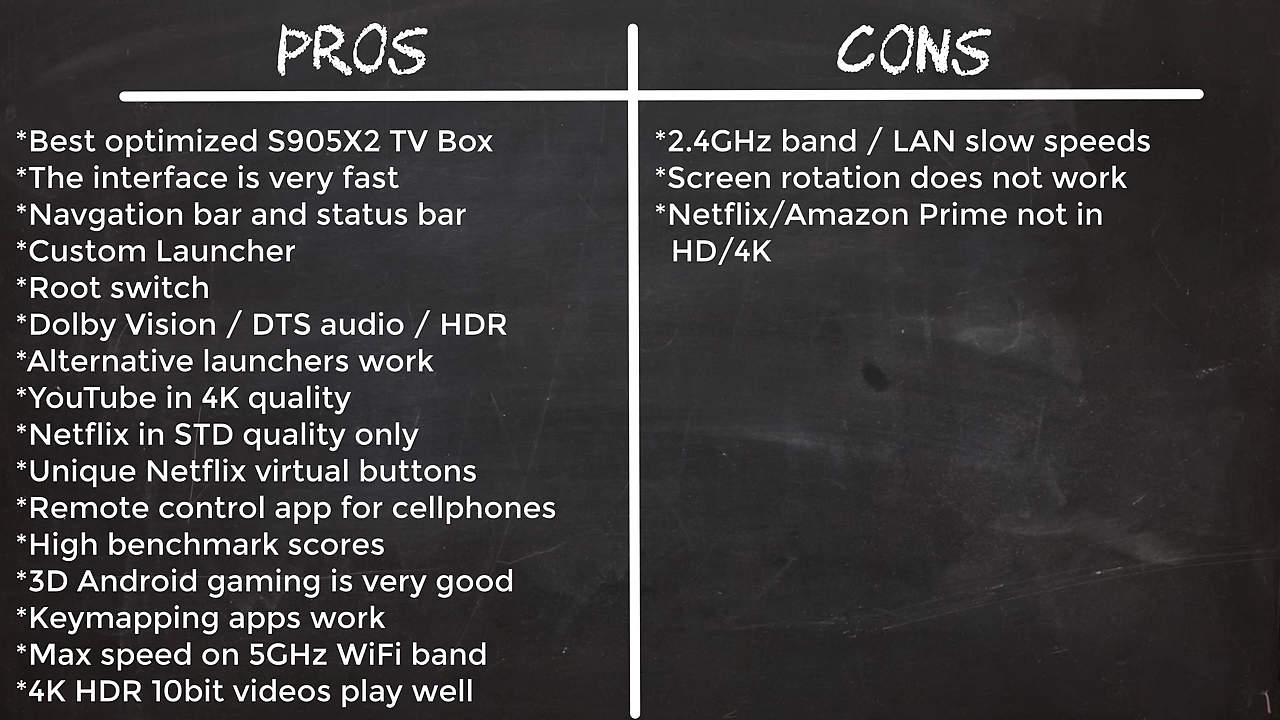 PROS
*Best optimized S905X2 TV Box
*The interface is very fast
*Navgation bar and status bar
*Custom Launcher
*Root switch
*Dolby Vision / DTS audio / HDR
*Alternative launchers work
*YouTube in 4K quality
*Netflix in STD quality only
*Unique Netflix virtual buttons
*Remote control app for cellphones
*High benchmark scores
*3D Android gaming is very good
*Keymapping apps work
*Max speed on 5GHz WiFi band
*4K HDR 10bit videos play well
CONS
*2.4GHz band / LAN slow speeds
*Screen rotation does not work
*Netflix/Amazon Prime not in
HD/4K